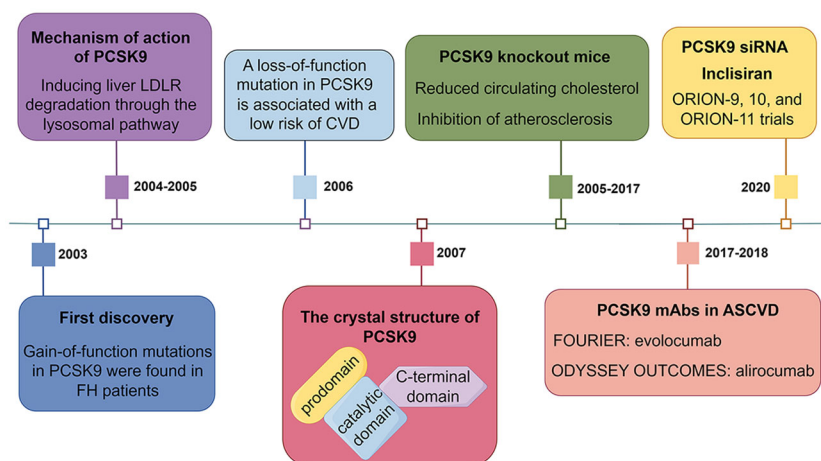 Mechanism of action
of PCSK9
Inducing liver LDLR
degradation through the
lysosomal pathway
2004-2005
A loss-of-function
mutation in PCSK9
is associated with a
low risk of CVD
2006
PCSK9 knockout mice
Reduced circulating cholesterol
Inhibition of atherosclerosis
2005-2017
PCSK9 siRNA
Inclisiran
ORION-9, 10, and
ORION-11 trials
2020
2003
First discovery
Gain-of-function mutations
in PCSK9 were found in
FH patients
2007
The crystal structure of
PCSK9
prodomain
catalytic
domain
C-terminal
domain
2017-2018
PCSK9 mAbs in ASCVD
FOURIER: evolocumab
ODYSSEY OUTCOMES: alirocumab